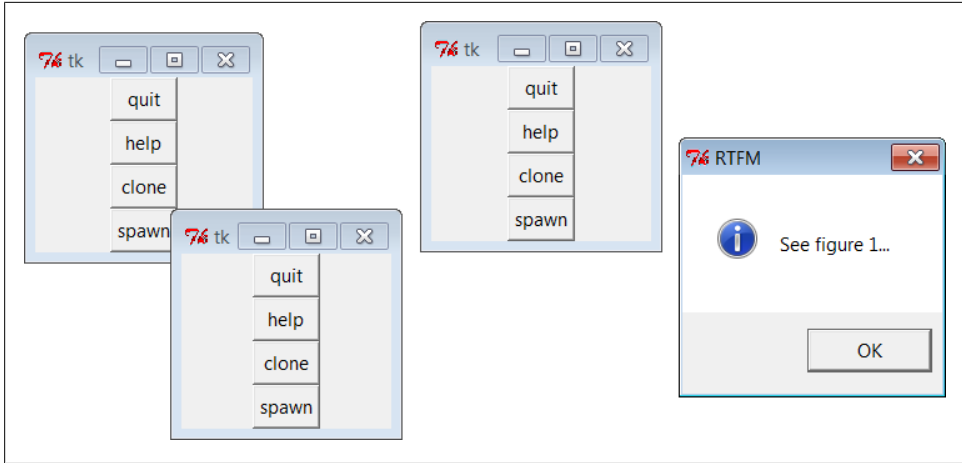 tk
quit
help
clone
spawn
tk
quit
help
clone
spawn
tk
quit
help
clone
spawn
RTFM
See figure 1...
OK